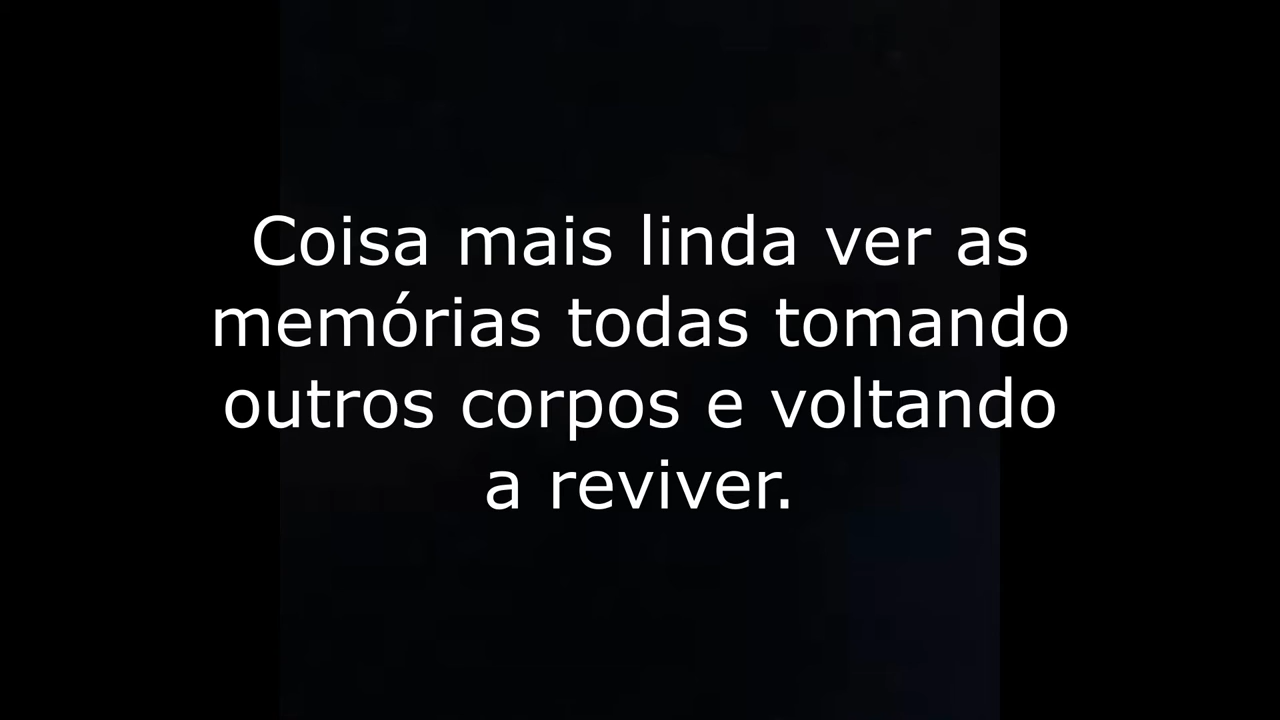 Coisa mais linda ver as
memórias todas tomando
outros corpos e voltando
a reviver.